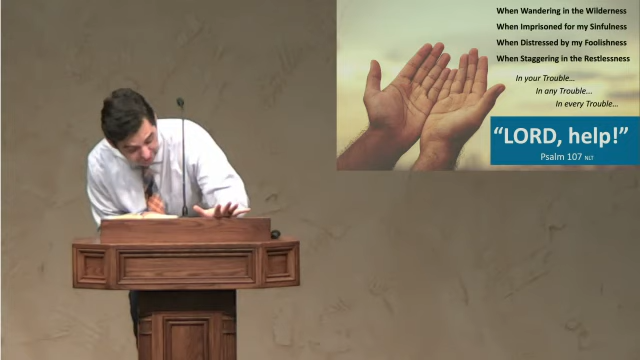 When Wandering in the Wilderness
When Imprisoned for my Sinfulness
When Distressed by my Foolishness
When Staggering in the Restlessness
In your Trouble...
In any Trouble...
In every Trouble...
“LORD, help!”
Psalm 107 NLT